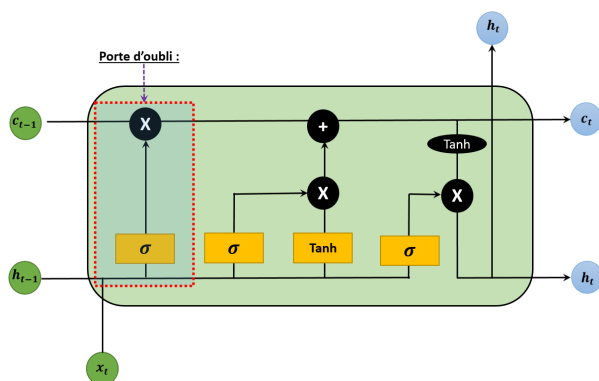 h_t
Porte d'oubli :
c_{t-1}
X
+
c_t
Tanh
X
X
σ
σ
Tanh
σ
h_{t-1}
h_t
x_t